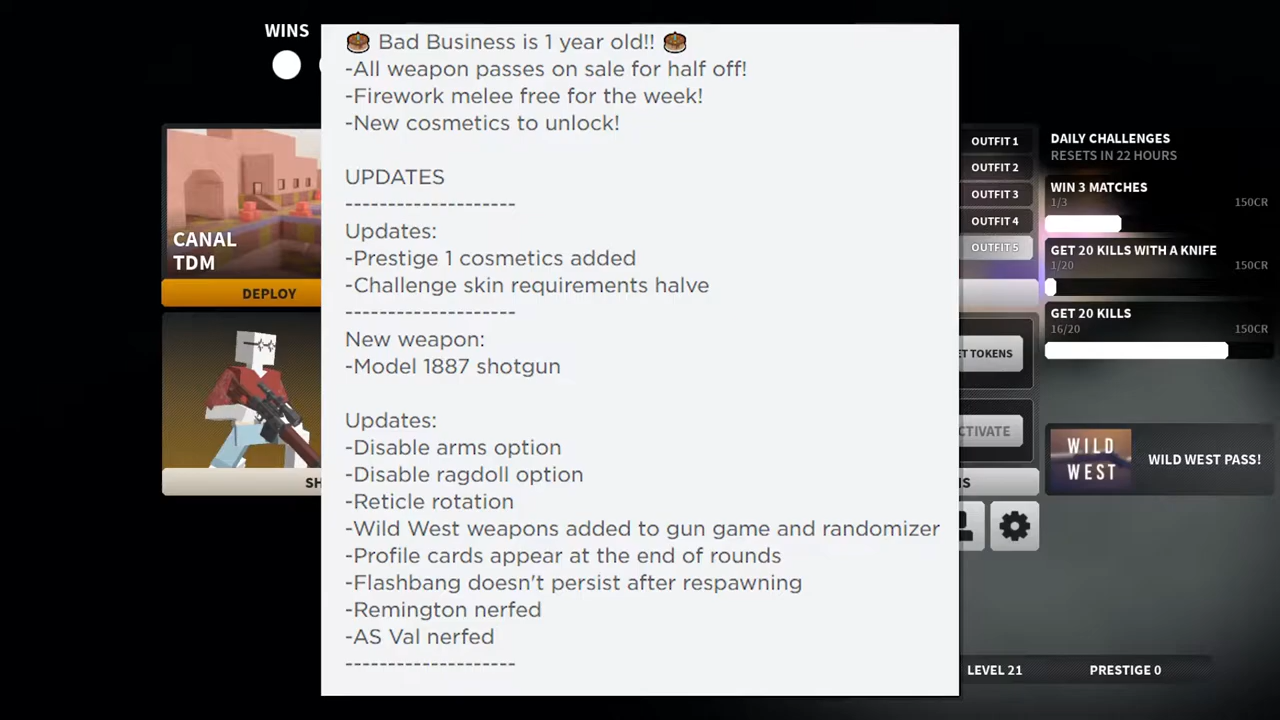 WINS
🎂 Bad Business is 1 year old!! 🎂
-All weapon passes on sale for half off!
-Firework melee free for the week!
-New cosmetics to unlock!
UPDATES
--------------------
Updates:
-Prestige 1 cosmetics added
-Challenge skin requirements halve
--------------------
New weapon:
-Model 1887 shotgun
Updates:
-Disable arms option
-Disable ragdoll option
-Reticle rotation
-Wild West weapons added to gun game and randomizer
-Profile cards appear at the end of rounds
-Flashbang doesn't persist after respawning
-Remington nerfed
-AS Val nerfed
--------------------
CANAL
TDM
DEPLOY
SH
OUTFIT 1
OUTFIT 2
OUTFIT 3
OUTFIT 4
OUTFIT 5
ET TOKENS
CTIVATE
NS
DAILY CHALLENGES
RESETS IN 22 HOURS
WIN 3 MATCHES
1/3 150CR
GET 20 KILLS WITH A KNIFE
1/20 150CR
GET 20 KILLS
16/20 150CR
WILD
WEST
WILD WEST PASS!
LEVEL 21 PRESTIGE 0